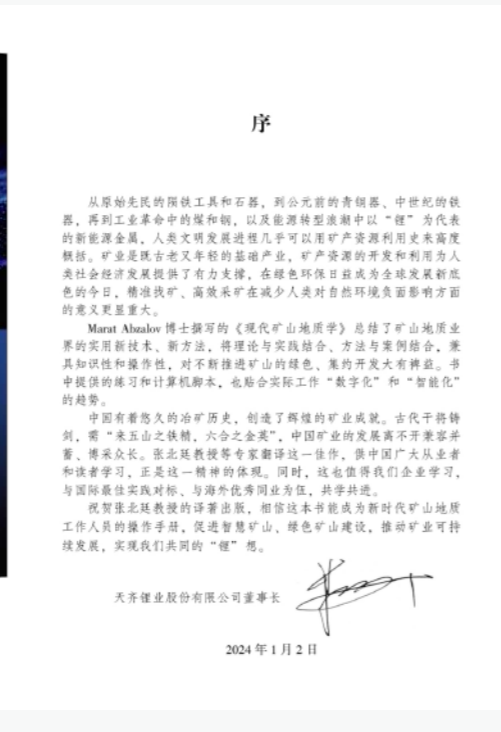 序
从原始先民的陨铁工具和石器，到公元前的青铜器、中世纪的铁
器，再到工业革命中的煤和钢，以及能源转型浪潮中以“锂”为代表
的新能源金属，人类文明发展进程几乎可以用矿产资源利用史来高度
概括。矿业是既古老又年轻的基础产业，矿产资源的开发和利用为人
类社会经济发展提供了有力支撑，在绿色环保日益成为全球发展新底
色的今日，精准找矿、高效采矿在减少人类对自然环境负面影响方面
的意义更显重大。
Marat Abzalov 博士撰写的《现代矿山地质学》总结了矿山地质业
界的实用新技术、新方法，将理论与实践结合、方法与案例结合，兼
具知识性和操作性，对不断推进矿山的绿色、集约开发大有裨益。书
中提供的练习和计算机脚本，也贴合实际工作“数字化”和“智能化”
的趋势。
中国有着悠久的冶矿历史，创造了辉煌的矿业成就。古代干将铸
剑，需“来五山之铁精，六合之金英”，中国矿业的发展离不开兼容并
蓄、博采众长。张北廷教授等专家翻译这一佳作，供中国广大从业者
和读者学习，正是这一精神的体现。同时，这也值得我们企业学习，
与国际最佳实践对标、与海外优秀同业为伍，共学共进。
祝贺张北廷教授的译著出版，相信这本书能成为新时代矿山地质
工作人员的操作手册，促进智慧矿山、绿色矿山建设，推动矿业可持
续发展，实现我们共同的“锂”想。
天齐锂业股份有限公司董事长
2024 年 1 月 2 日